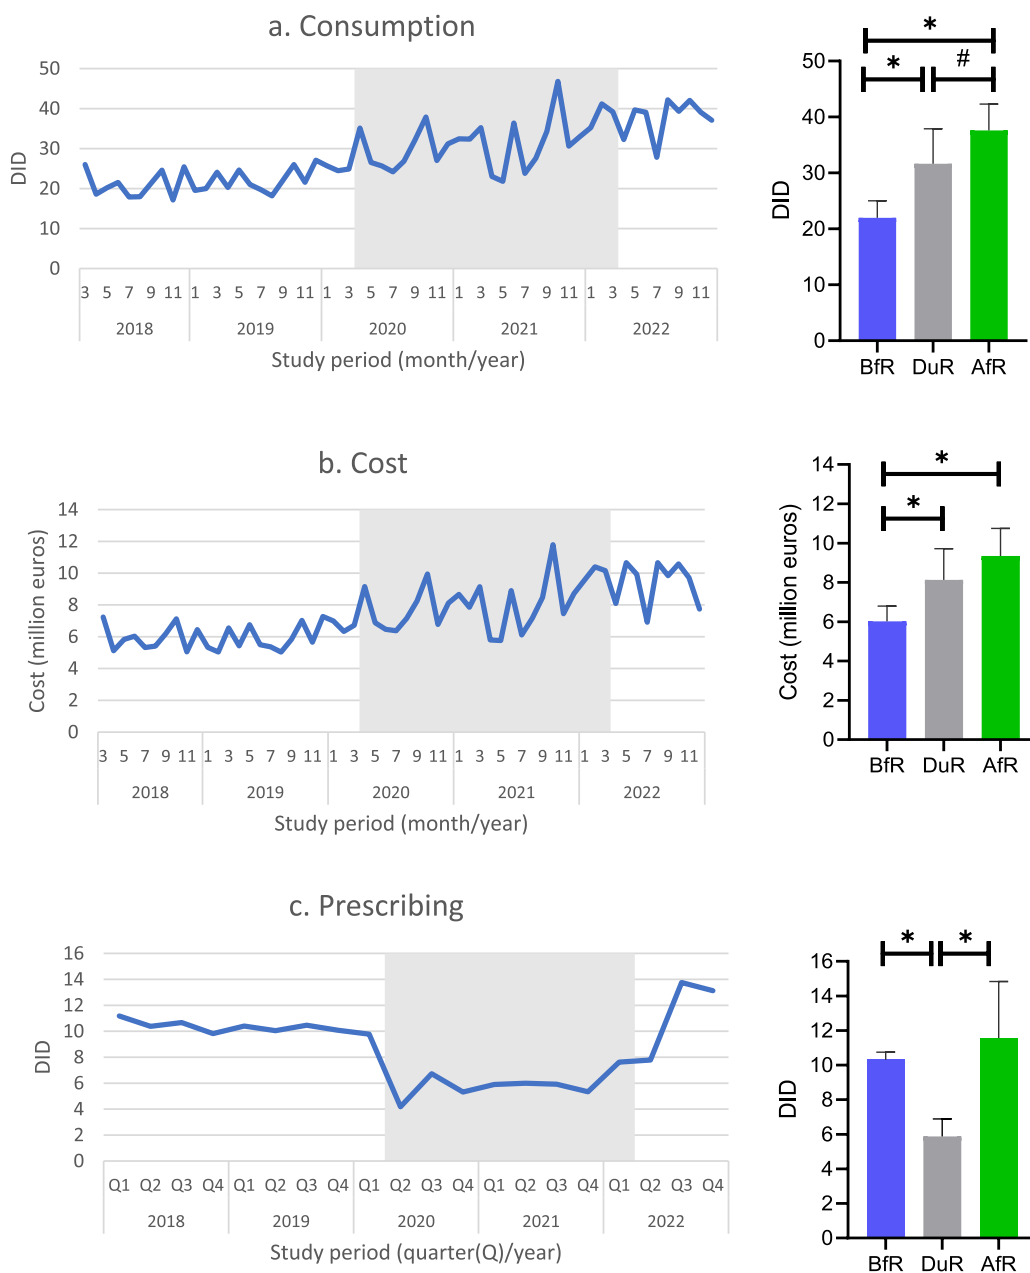 a. Consumption
50
40
30
20
10
0
DID
3 5 7 9 11 1 3 5 7 9 11 1 3 5 7 9 11 1 3 5 7 9 11 1 3 5 7 9 11
2018 2019 2020 2021 2022
Study period (month/year)
*
* #
50
40
30
20
10
0
DID
BfR DuR AfR
b. Cost
14
12
10
8
6
4
2
0
Cost (million euros)
3 5 7 9 11 1 3 5 7 9 11 1 3 5 7 9 11 1 3 5 7 9 11 1 3 5 7 9 11
2018 2019 2020 2021 2022
Study period (month/year)
*
*
14
12
10
8
6
4
2
0
Cost (million euros)
BfR DuR AfR
c. Prescribing
16
14
12
10
8
6
4
2
0
DID
Q1 Q2 Q3 Q4 Q1 Q2 Q3 Q4 Q1 Q2 Q3 Q4 Q1 Q2 Q3 Q4 Q1 Q2 Q3 Q4
2018 2019 2020 2021 2022
Study period (quarter(Q)/year)
* *
16
14
12
10
8
6
4
2
0
DID
BfR DuR AfR